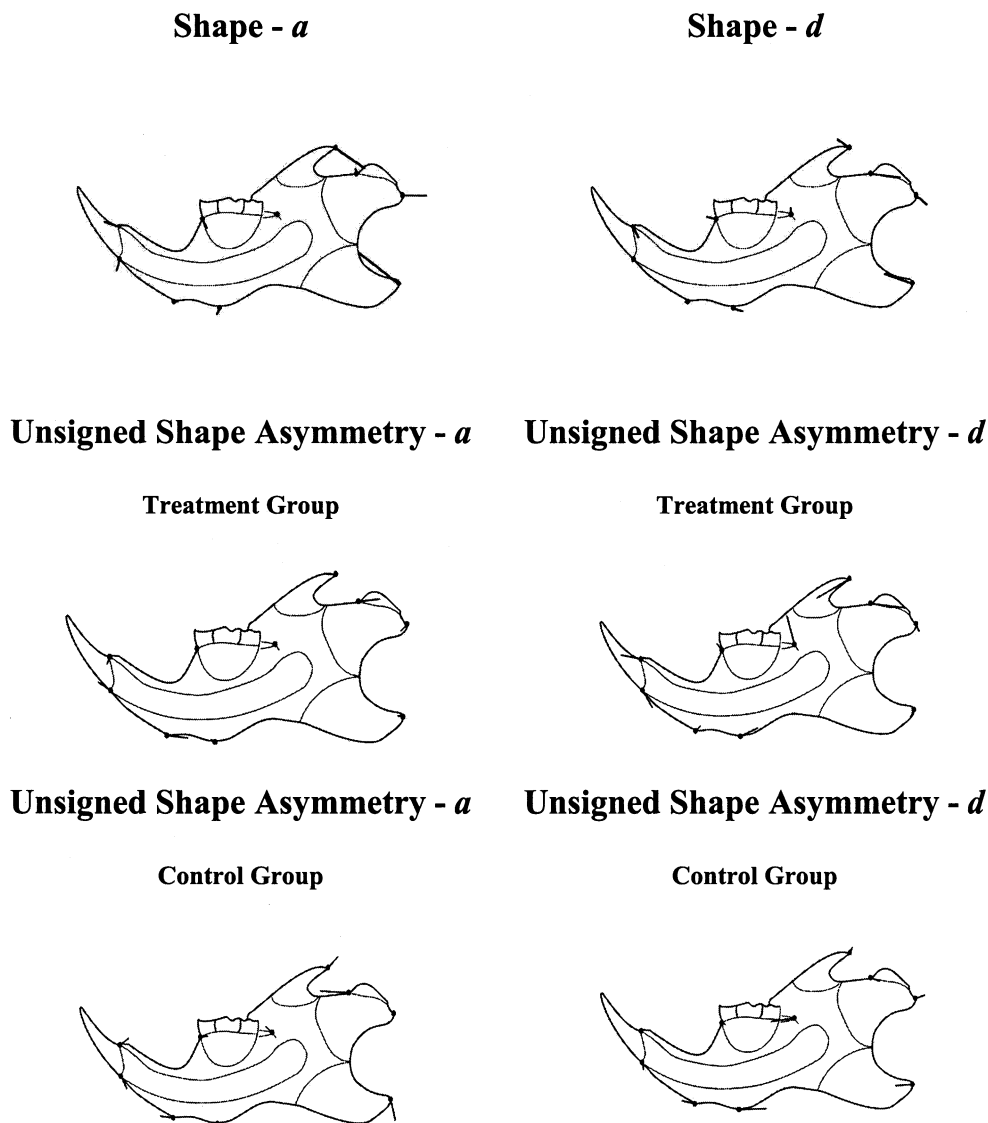 Shape - a
Shape - d
Unsigned Shape Asymmetry - a
Unsigned Shape Asymmetry - d
Treatment Group
Treatment Group
Unsigned Shape Asymmetry - a
Unsigned Shape Asymmetry - d
Control Group
Control Group